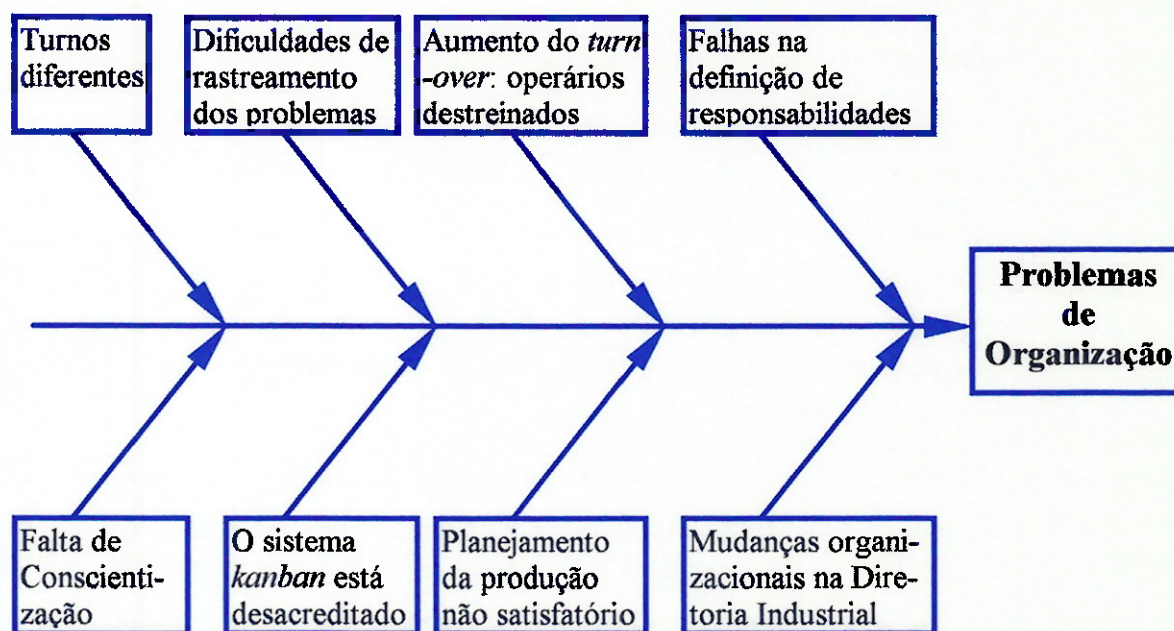 Turnos
diferentes
Dificuldades de
rastreamento
dos problemas
Aumento do turn
-over: operários
destreinados
Falhas na
definição de
responsabilidades
Problemas
de
Organização
Falta de
Conscienti-
zação
O sistema
kanban está
desacreditado
Planejamento
da produção
não satisfatório
Mudanças organi-
zacionais na Dire-
toria Industrial